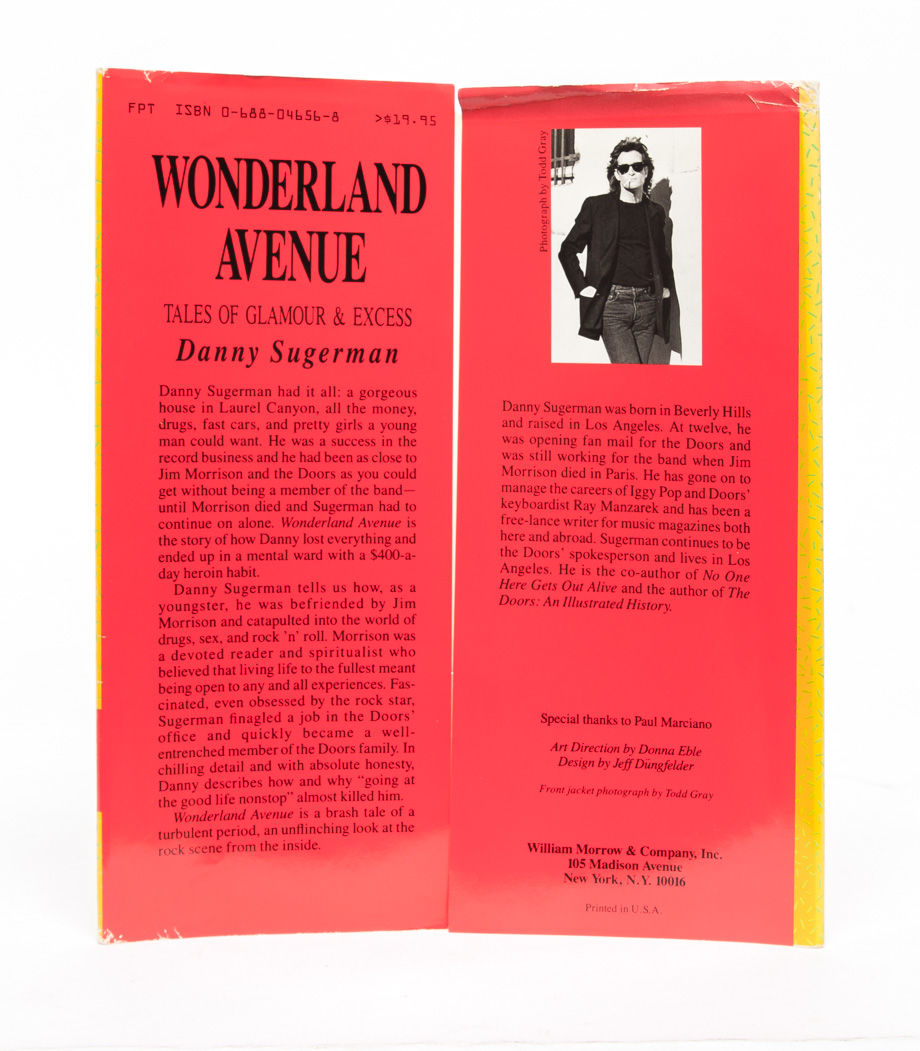 FPT ISBN 0-688-04656-8 >$19.95
WONDERLAND
AVENUE
TALES OF GLAMOUR & EXCESS
Danny Sugerman
Danny Sugerman had it all: a gorgeous
house in Laurel Canyon, all the money,
drugs, fast cars, and pretty girls a young
man could want. He was a success in the
record business and he had been as close to
Jim Morrison and the Doors as you could
get without being a member of the band—
until Morrison died and Sugerman had to
continue on alone. Wonderland Avenue is
the story of how Danny lost everything and
ended up in a mental ward with a $400-a-
day heroin habit.
Danny Sugerman tells us how, as a
youngster, he was befriended by Jim
Morrison and catapulted into the world of
drugs, sex, and rock 'n' roll. Morrison was
a devoted reader and spiritualist who
believed that living life to the fullest meant
being open to any and all experiences. Fas-
cinated, even obsessed by the rock star,
Sugerman finagled a job in the Doors'
office and quickly became a well-
entrenched member of the Doors family. In
chilling detail and with absolute honesty,
Danny describes how and why "going at
the good life nonstop" almost killed him.
Wonderland Avenue is a brash tale of a
turbulent period, an unflinching look at the
rock scene from the inside.
Photograph by Todd Gray
Danny Sugerman was born in Beverly Hills
and raised in Los Angeles. At twelve, he
was opening fan mail for the Doors and
was still working for the band when Jim
Morrison died in Paris. He has gone on to
manage the careers of Iggy Pop and Doors'
keyboardist Ray Manzarek and has been a
free-lance writer for music magazines both
here and abroad. Sugerman continues to be
the Doors' spokesperson and lives in Los
Angeles. He is the co-author of No One
Here Gets Out Alive and the author of The
Doors: An Illustrated History.
Special thanks to Paul Marciano
Art Direction by Donna Eble
Design by Jeff Düngfelder
Front jacket photograph by Todd Gray
William Morrow & Company, Inc.
105 Madison Avenue
New York, N.Y. 10016
Printed in U.S.A.